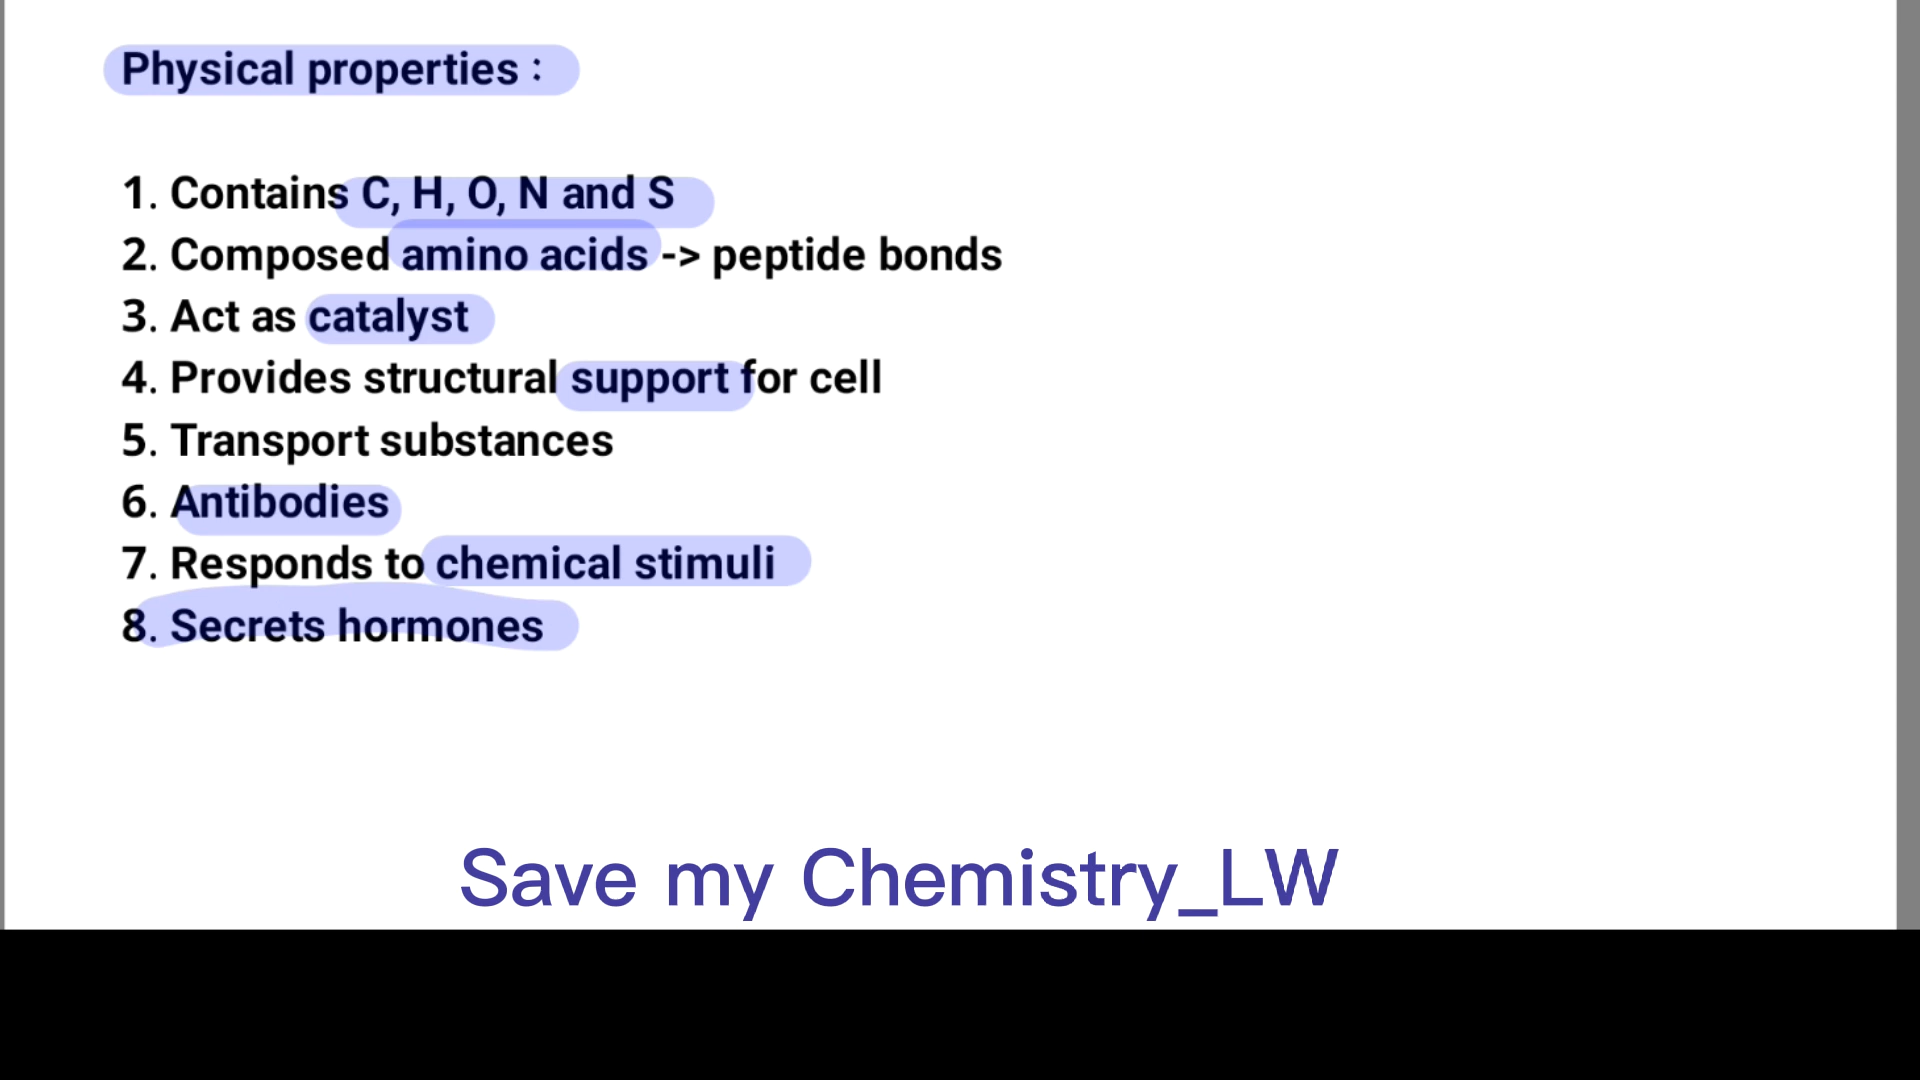 Physical properties :
1. Contains C, H, O, N and S
2. Composed amino acids -> peptide bonds
3. Act as catalyst
4. Provides structural support for cell
5. Transport substances
6. Antibodies
7. Responds to chemical stimuli
8. Secrets hormones
Save my Chemistry_LW